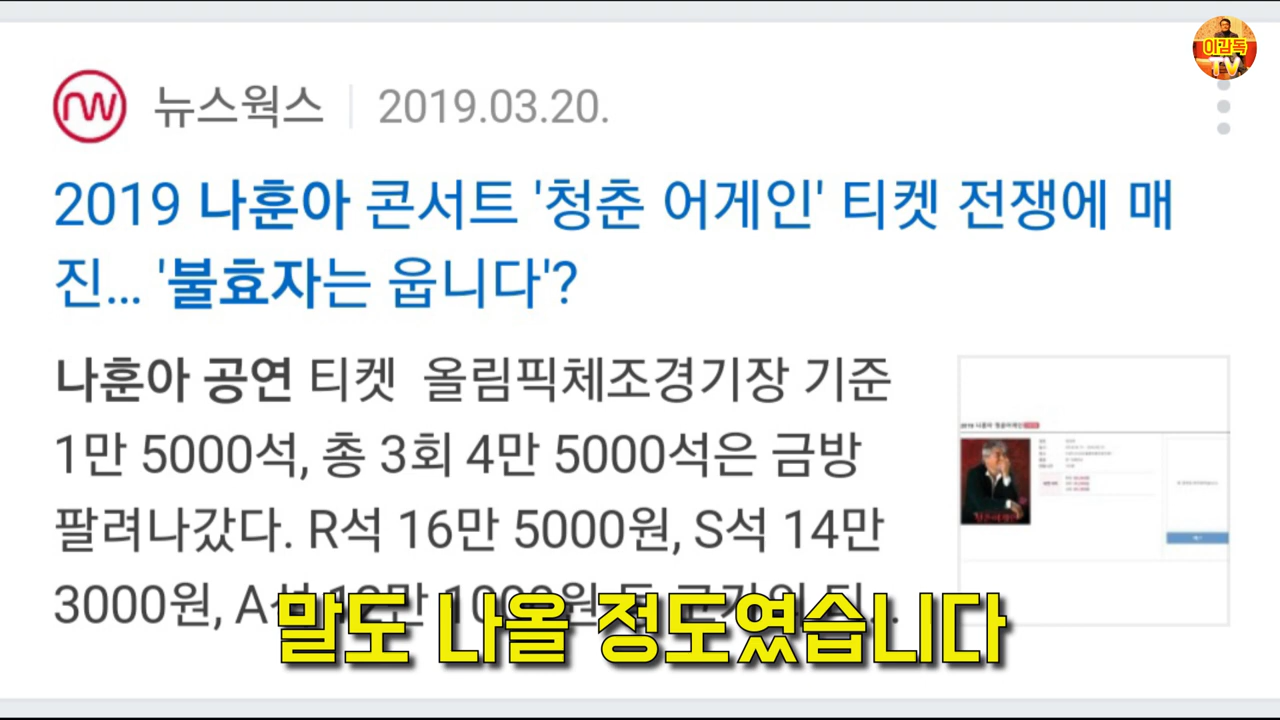 이감독
TV
뉴스웍스
2019.03.20.
2019 나훈아 콘서트 '청춘 어게인' 티켓 전쟁에 매
진... '불효자는 웁니다'?
나훈아 공연 티켓 올림픽체조경기장 기준
1만 5000석, 총 3회 4만 5000석은 금방
팔려나갔다. R석 16만 5000원, S석 14만
3000원, A석
말도 나올 정도였습니다